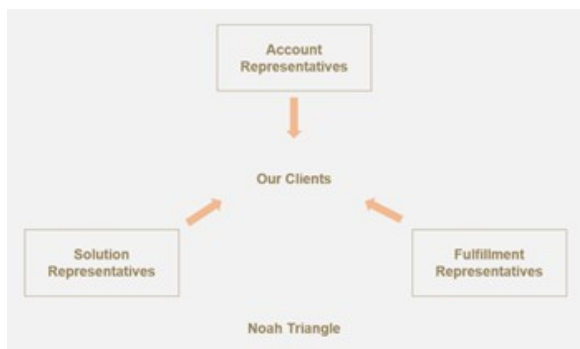 Account
Representatives
Our Clients
Solution
Representatives
Fulfillment
Representatives
Noah Triangle